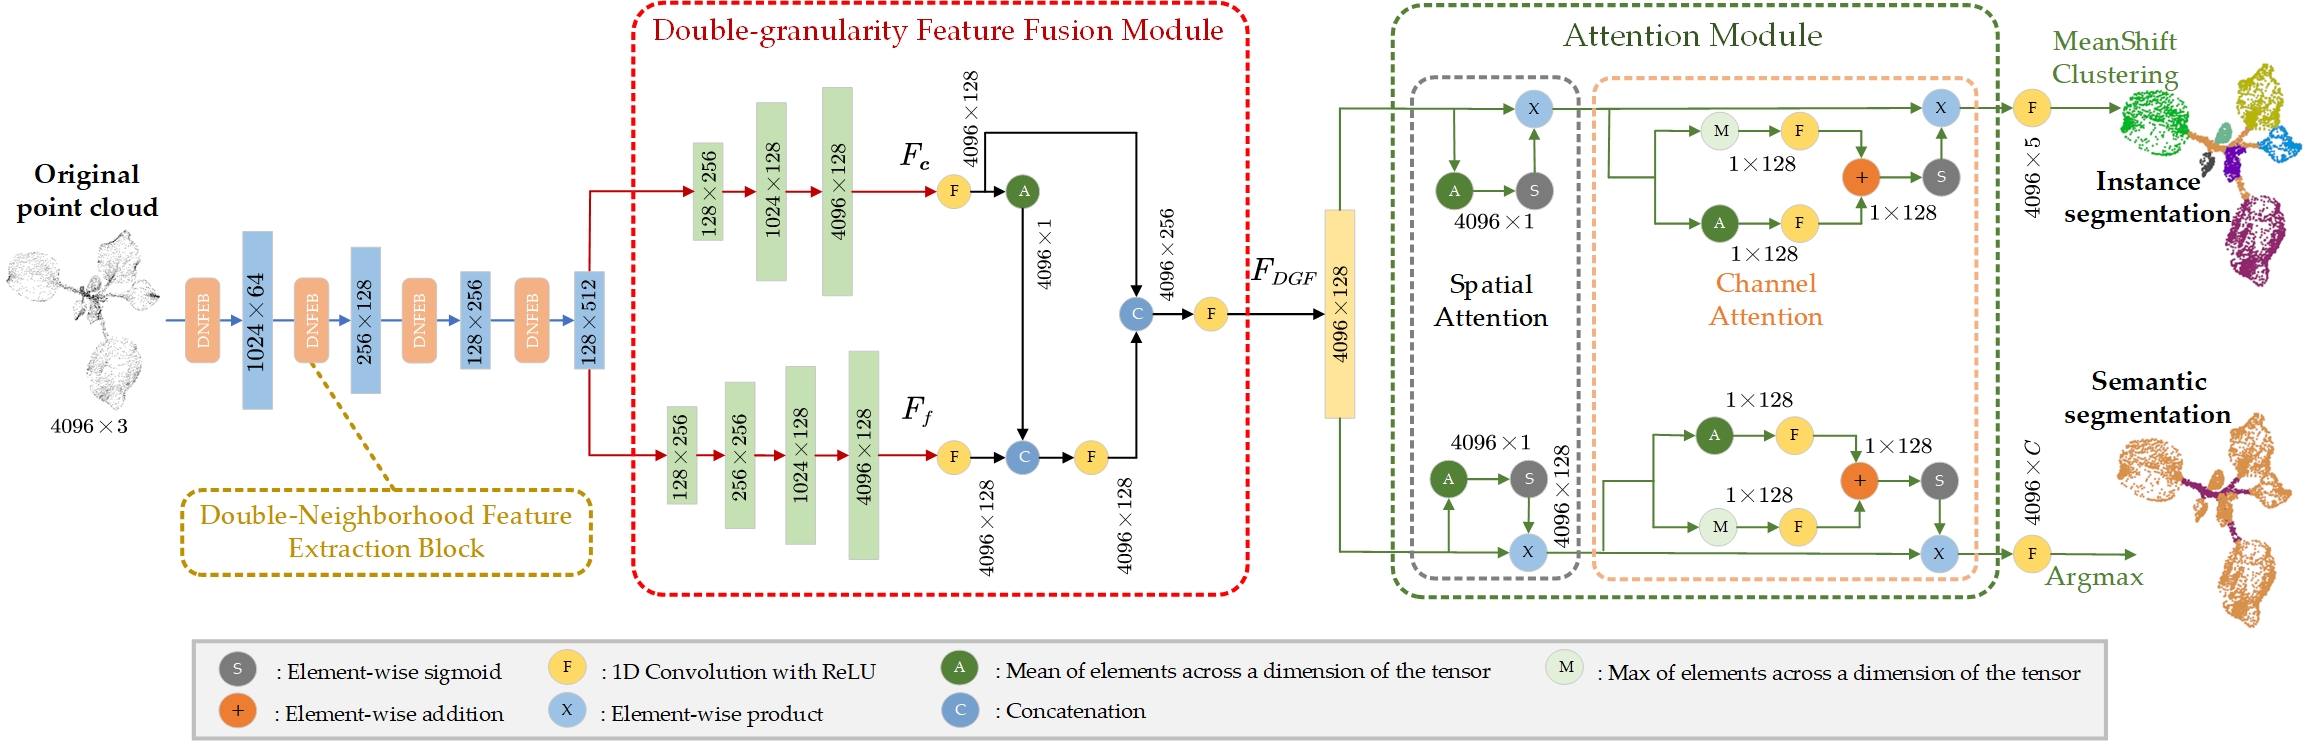 Original
point cloud
4096×3
DNFEB
1024×64
DNFEB
256×128
DNFEB
128×256
DNFEB
128×512
Double-Neighborhood Feature
Extraction Block
Double-granularity Feature Fusion Module
128×256
1024×128
4096×128
F_c
F
4096×128
A
4096×1
128×256
256×256
1024×128
4096×128
F_f
F
4096×128
C
F
4096×128
C
4096×256
F
F_DGF
4096×128
Attention Module
X
A
S
4096×1
Spatial
Attention
4096×1
A
S
X
4096×128
M
F
1×128
+
S
X
1×128
A
F
1×128
Channel
Attention
1×128
A
F
1×128
+
S
1×128
M
F
X
F
4096×5
MeanShift
Clustering
Instance
segmentation
Semantic
segmentation
4096×C
F
Argmax
S : Element-wise sigmoid
F : 1D Convolution with ReLU
A : Mean of elements across a dimension of the tensor
M : Max of elements across a dimension of the tensor
+ : Element-wise addition
X : Element-wise product
C : Concatenation